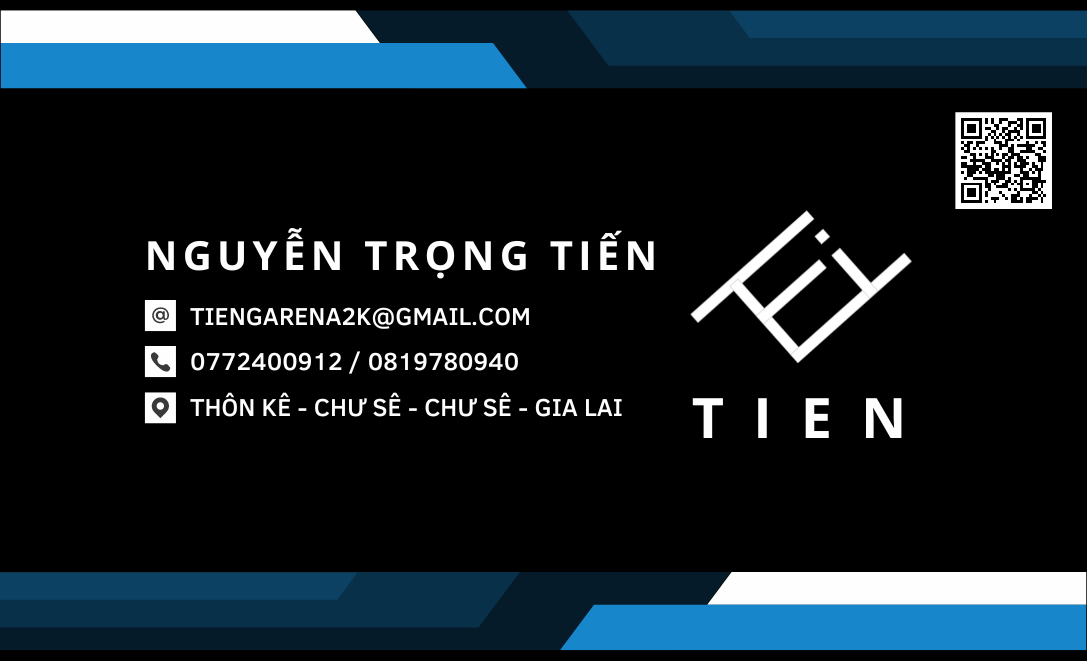 NGUYỄN TRỌNG TIẾN
@ TIENGARENA2K@GMAIL.COM
0772400912 / 0819780940
THÔN KÊ - CHƯ SÊ - CHƯ SÊ - GIA LAI
TIEN